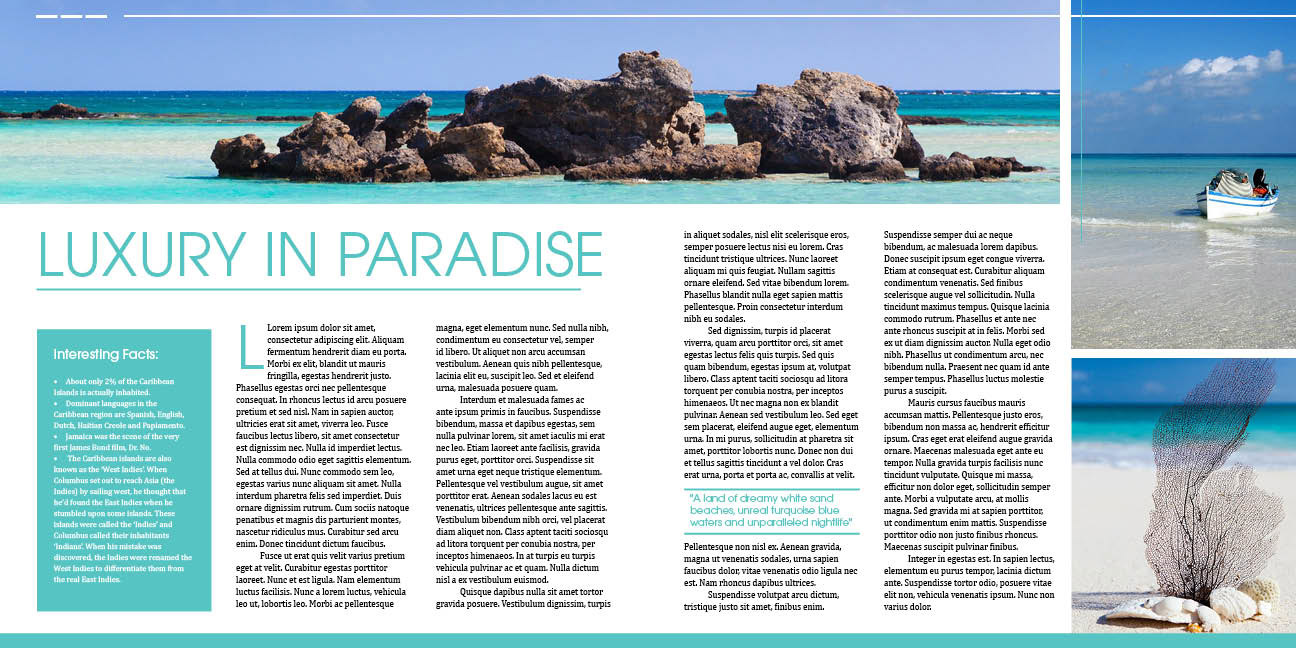 LUXURY IN PARADISE
Interesting Facts:
• About only 2% of the Caribbean
Islands is actually inhabited.
• Dominant languages in the
Caribbean region are Spanish, English,
Dutch, Haitian Creole and Papiamento.
• Jamaica was the scene of the very
first James Bond film, Dr. No.
• The Caribbean islands are also
known as the 'West Indies'. When
Columbus set out to reach Asia (the
Indies) by sailing west, he thought that
he'd found the East Indies when he
stumbled upon some islands. These
islands were called the 'Indies' and
Columbus called their inhabitants
'Indians'. When his mistake was
discovered, the Indies were renamed the
West Indies to differentiate them from
the real East Indies.
L Lorem ipsum dolor sit amet,
consectetur adipiscing elit. Aliquam
fermentum hendrerit diam eu porta.
Morbi ex elit, blandit ut mauris
fringilla, egestas hendrerit justo.
Phasellus egestas orci nec pellentesque
consequat. In rhoncus lectus id arcu posuere
pretium et sed nisl. Nam in sapien auctor,
ultricies erat sit amet, viverra leo. Fusce
faucibus lectus libero, sit amet consectetur
est dignissim nec. Nulla id imperdiet lectus.
Nulla commodo odio eget sagittis elementum.
Sed at tellus dui. Nunc commodo sem leo,
egestas varius nunc aliquam sit amet. Nulla
interdum pharetra felis sed imperdiet. Duis
ornare dignissim rutrum. Cum sociis natoque
penatibus et magnis dis parturient montes,
nascetur ridiculus mus. Curabitur sed arcu
enim. Donec tincidunt dictum faucibus.
Fusce ut erat quis velit varius pretium
eget at velit. Curabitur egestas porttitor
laoreet. Nunc et est ligula. Nam elementum
luctus facilisis. Nunc a lorem luctus, vehicula
leo ut, lobortis leo. Morbi ac pellentesque
magna, eget elementum nunc. Sed nulla nibh,
condimentum eu consectetur vel, semper
id libero. Ut aliquet non arcu accumsan
vestibulum. Aenean quis nibh pellentesque,
lacinia elit eu, suscipit leo. Sed et eleifend
urna, malesuada posuere quam.
Interdum et malesuada fames ac
ante ipsum primis in faucibus. Suspendisse
bibendum, massa et dapibus egestas, sem
nulla pulvinar lorem, sit amet iaculis mi erat
nec leo. Etiam laoreet ante facilisis, gravida
purus eget, porttitor orci. Suspendisse sit
amet urna eget neque tristique elementum.
Pellentesque vel vestibulum augue, sit amet
porttitor erat. Aenean sodales lacus eu est
venenatis, ultrices pellentesque ante sagittis.
Vestibulum bibendum nibh orci, vel placerat
diam aliquet non. Class aptent taciti sociosqu
ad litora torquent per conubia nostra, per
inceptos himenaeos. In at turpis eu turpis
vehicula pulvinar ac et quam. Nulla dictum
nisl a ex vestibulum euismod.
Quisque dapibus nulla sit amet tortor
gravida posuere. Vestibulum dignissim, turpis
in aliquet sodales, nisl elit scelerisque eros,
semper posuere lectus nisi eu lorem. Cras
tincidunt tristique ultrices. Nunc laoreet
aliquam mi quis feugiat. Nullam sagittis
ornare eleifend. Sed vitae bibendum lorem.
Phasellus blandit nulla eget sapien mattis
pellentesque. Proin consectetur interdum
nibh eu sodales.
Sed dignissim, turpis id placerat
viverra, quam arcu porttitor orci, sit amet
egestas lectus felis quis turpis. Sed quis
quam bibendum, egestas ipsum at, volutpat
libero. Class aptent taciti sociosqu ad litora
torquent per conubia nostra, per inceptos
himenaeos. Ut nec magna non ex blandit
pulvinar. Aenean sed vestibulum leo. Sed eget
sem placerat, eleifend augue eget, elementum
urna. In mi purus, sollicitudin at pharetra sit
amet, porttitor lobortis nunc. Donec non dui
et tellus sagittis tincidunt a vel dolor. Cras
erat urna, porta et porta ac, convallis at velit.
"A land of dreamy white sand
beaches, unreal turquoise blue
waters and unparalleled nightlife"
Pellentesque non nisl ex. Aenean gravida,
magna ut venenatis sodales, urna sapien
faucibus dolor, vitae venenatis odio ligula nec
est. Nam rhoncus dapibus ultrices.
Suspendisse volutpat arcu dictum,
tristique justo sit amet, finibus enim.
Suspendisse semper dui ac neque
bibendum, ac malesuada lorem dapibus.
Donec suscipit ipsum eget congue viverra.
Etiam at consequat est. Curabitur aliquam
condimentum venenatis. Sed finibus
scelerisque augue vel sollicitudin. Nulla
tincidunt maximus tempus. Quisque lacinia
commodo rutrum. Phasellus et ante nec
ante rhoncus suscipit at in felis. Morbi sed
ex ut diam dignissim auctor. Nulla eget odio
nibh. Phasellus ut condimentum arcu, nec
bibendum nulla. Praesent nec quam id ante
semper tempus. Phasellus luctus molestie
purus a suscipit.
Mauris cursus faucibus mauris
accumsan mattis. Pellentesque justo eros,
bibendum non massa ac, hendrerit efficitur
ipsum. Cras eget erat eleifend augue gravida
ornare. Maecenas malesuada eget ante eu
tempor. Nulla gravida turpis facilisis nunc
tincidunt vulputate. Quisque mi massa,
efficitur non dolor eget, sollicitudin semper
ante. Morbi a vulputate arcu, at mollis
magna. Sed gravida mi at sapien porttitor,
ut condimentum enim mattis. Suspendisse
porttitor odio non justo finibus rhoncus.
Maecenas suscipit pulvinar finibus.
Integer in egestas est. In sapien lectus,
elementum eu purus tempor, lacinia dictum
ante. Suspendisse tortor odio, posuere vitae
elit non, vehicula venenatis ipsum. Nunc non
varius dolor.